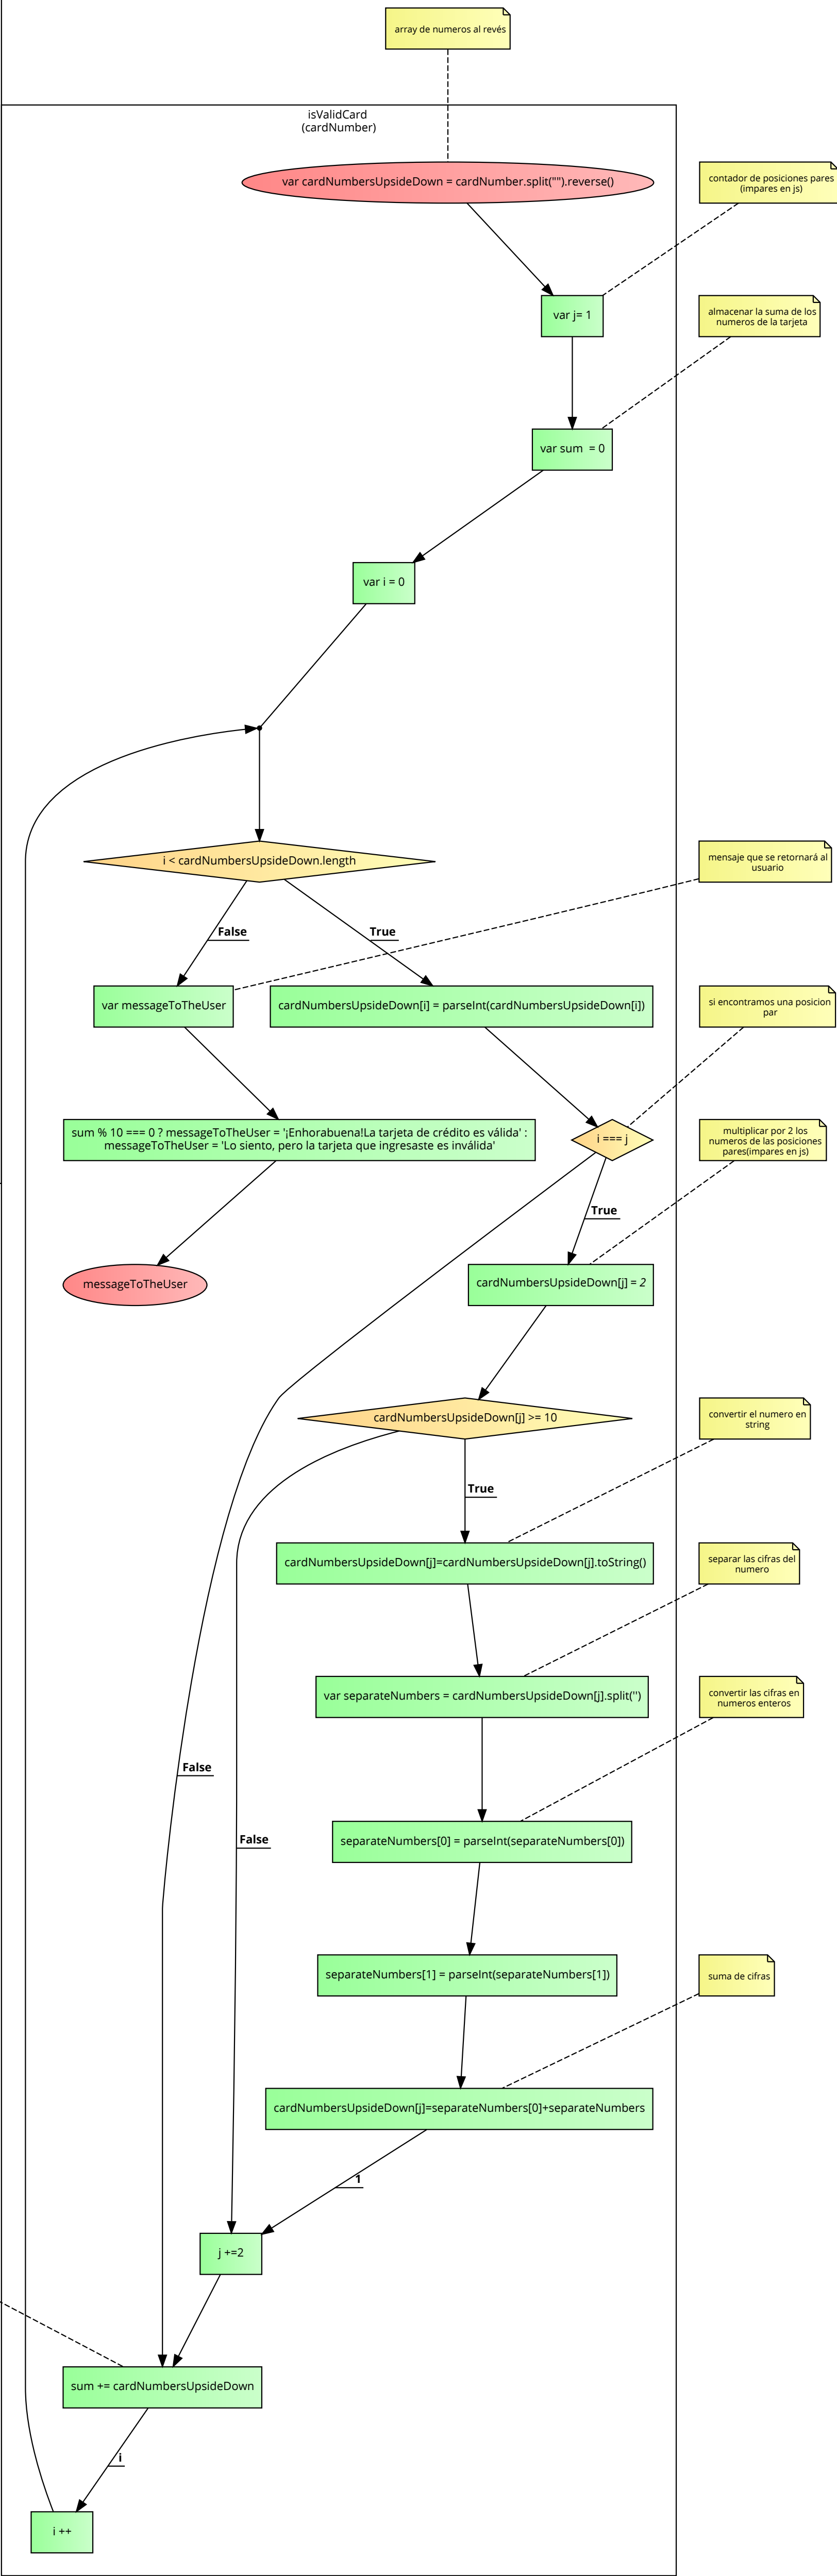 array de numeros al revés
isValidCard
(cardNumber)
var cardNumbersUpsideDown = cardNumber.split("").reverse()
contador de posiciones pares
(impares en js)
var j= 1
almacenar la suma de los
numeros de la tarjeta
var sum  = 0
var i = 0
i < cardNumbersUpsideDown.length
mensaje que se retornará al
usuario
False
True
var messageToTheUser
cardNumbersUpsideDown[i] = parseInt(cardNumbersUpsideDown[i])
si encontramos una posicion
par
sum % 10 === 0 ? messageToTheUser = '¡Enhorabuena!La tarjeta de crédito es válida' :
messageToTheUser = 'Lo siento, pero la tarjeta que ingresaste es inválida'
i === j
multiplicar por 2 los
numeros de las posiciones
pares(impares en js)
True
messageToTheUser
cardNumbersUpsideDown[j] = 2
cardNumbersUpsideDown[j] >= 10
convertir el numero en
string
True
cardNumbersUpsideDown[j]=cardNumbersUpsideDown[j].toString()
separar las cifras del
numero
var separateNumbers = cardNumbersUpsideDown[j].split('')
convertir las cifras en
numeros enteros
False
False
separateNumbers[0] = parseInt(separateNumbers[0])
separateNumbers[1] = parseInt(separateNumbers[1])
suma de cifras
cardNumbersUpsideDown[j]=separateNumbers[0]+separateNumbers
1
j +=2
sum += cardNumbersUpsideDown
i
i ++